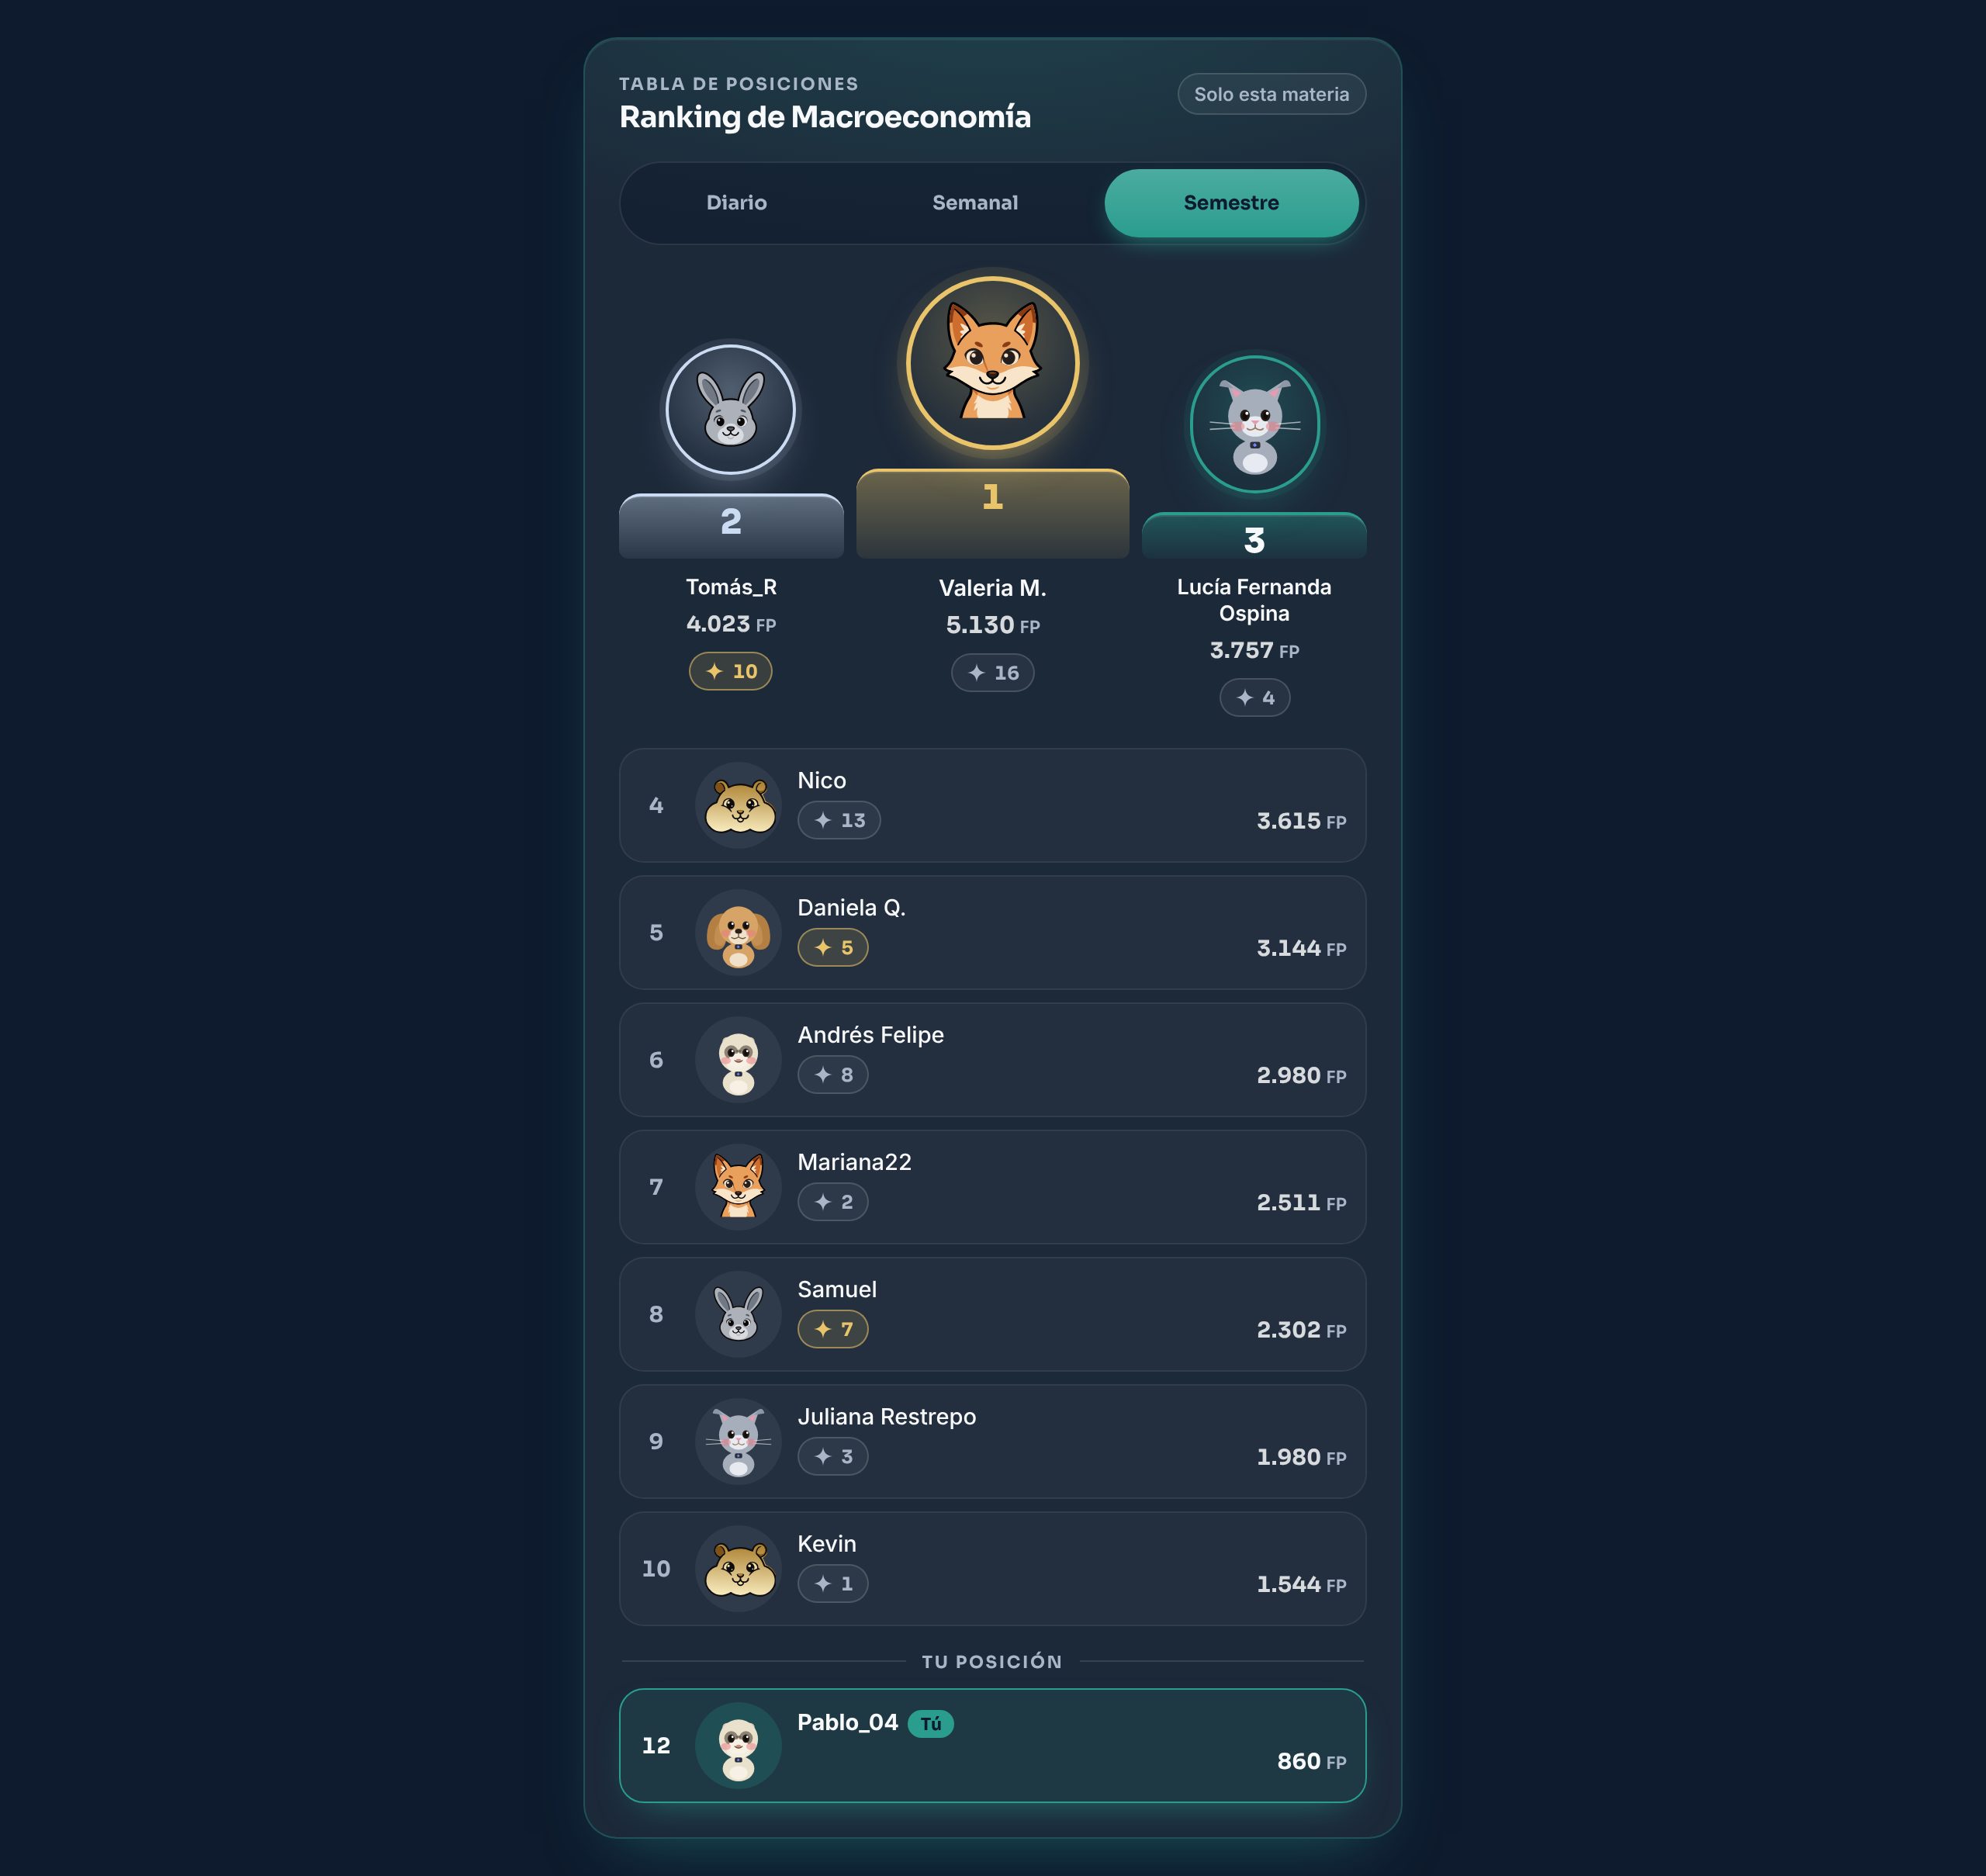 TABLA DE POSICIONES
Ranking de Macroeconomía
Solo esta materia
Diario
Semanal
Semestre
2
1
3
Tomás_R
4.023 FP
10
Valeria M.
5.130 FP
16
Lucía Fernanda
Ospina
3.757 FP
4
4
Nico
13
3.615 FP
5
Daniela Q.
5
3.144 FP
6
Andrés Felipe
8
2.980 FP
7
Mariana22
2
2.511 FP
8
Samuel
7
2.302 FP
9
Juliana Restrepo
3
1.980 FP
10
Kevin
1
1.544 FP
TU POSICIÓN
12
Pablo_04 Tú
860 FP